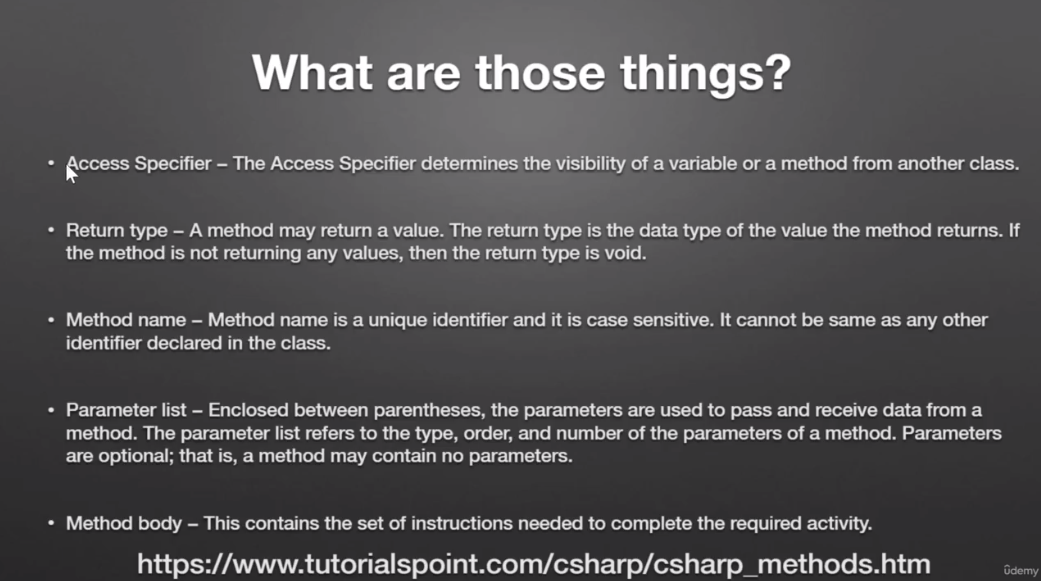 What are those things?
• Access Specifier – The Access Specifier determines the visibility of a variable or a method from another class.
• Return type – A method may return a value. The return type is the data type of the value the method returns. If
the method is not returning any values, then the return type is void.
• Method name – Method name is a unique identifier and it is case sensitive. It cannot be same as any other
identifier declared in the class.
• Parameter list – Enclosed between parentheses, the parameters are used to pass and receive data from a
method. The parameter list refers to the type, order, and number of the parameters of a method. Parameters
are optional; that is, a method may contain no parameters.
• Method body – This contains the set of instructions needed to complete the required activity.
https://www.tutorialspoint.com/csharp/csharp_methods.htm
ûdemy